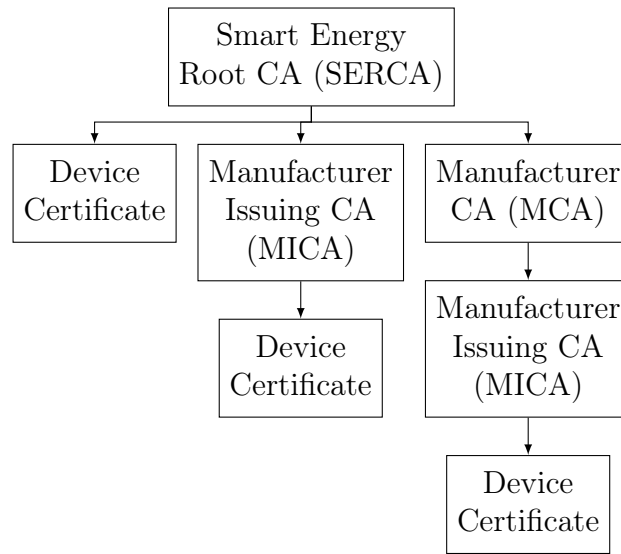 Smart Energy
Root CA (SERCA)
Device
Certificate
Manufacturer
Issuing CA
(MICA)
Manufacturer
CA (MCA)
Device
Certificate
Manufacturer
Issuing CA
(MICA)
Device
Certificate